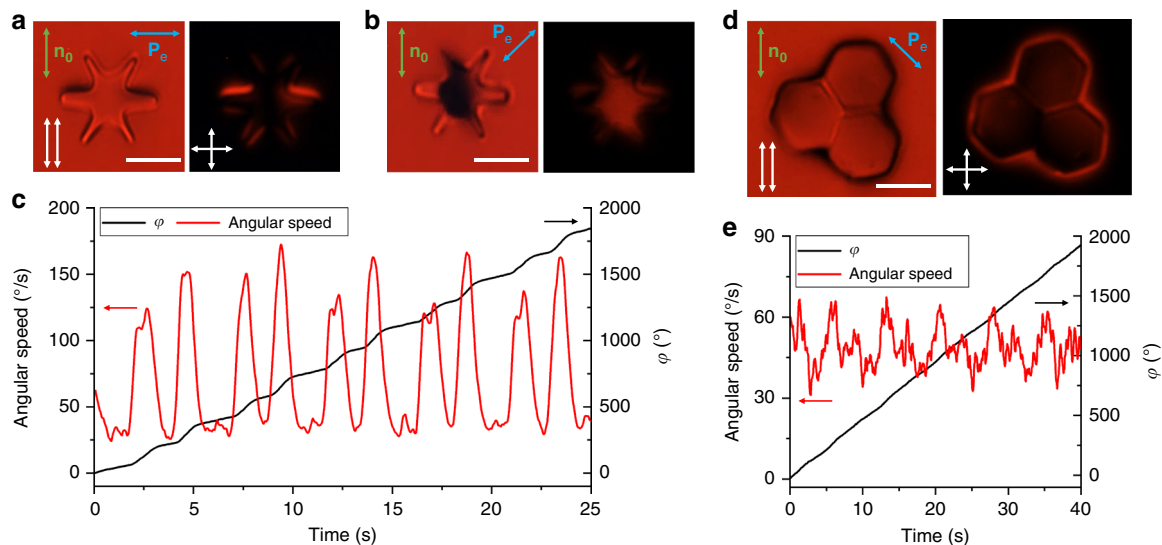 a
n0
Pe
b
n0
Pe
d
n0
Pe
c
φ
Angular speed
200
150
100
50
0
Angular speed (°/s)
2000
1500
1000
500
0
φ (°)
0
5
10
15
20
25
Time (s)
e
φ
Angular speed
90
60
30
0
Angular speed (°/s)
2000
1500
1000
500
0
φ (°)
0
10
20
30
40
Time (s)